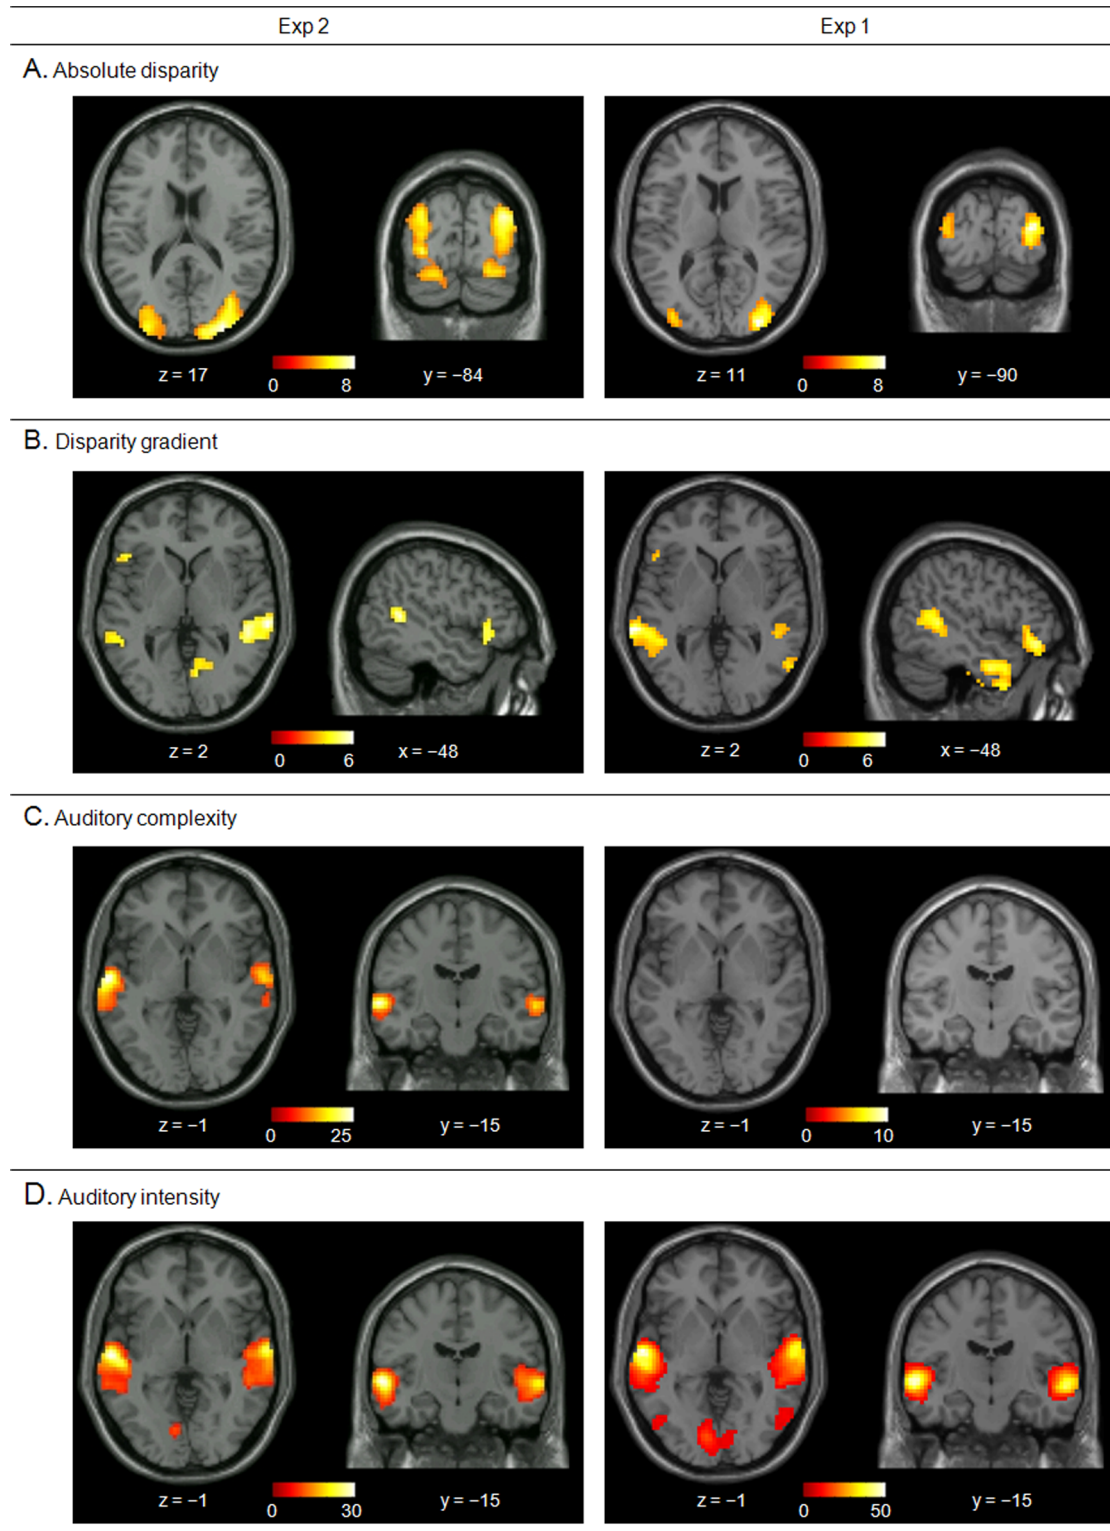 Exp 2 Exp 1
A. Absolute disparity
z = 17 0 8 y = −84 z = 11 0 8 y = −90
B. Disparity gradient
z = 2 0 6 x = −48 z = 2 0 6 x = −48
C. Auditory complexity
z = −1 0 25 y = −15 z = −1 0 10 y = −15
D. Auditory intensity
z = −1 0 30 y = −15 z = −1 0 50 y = −15